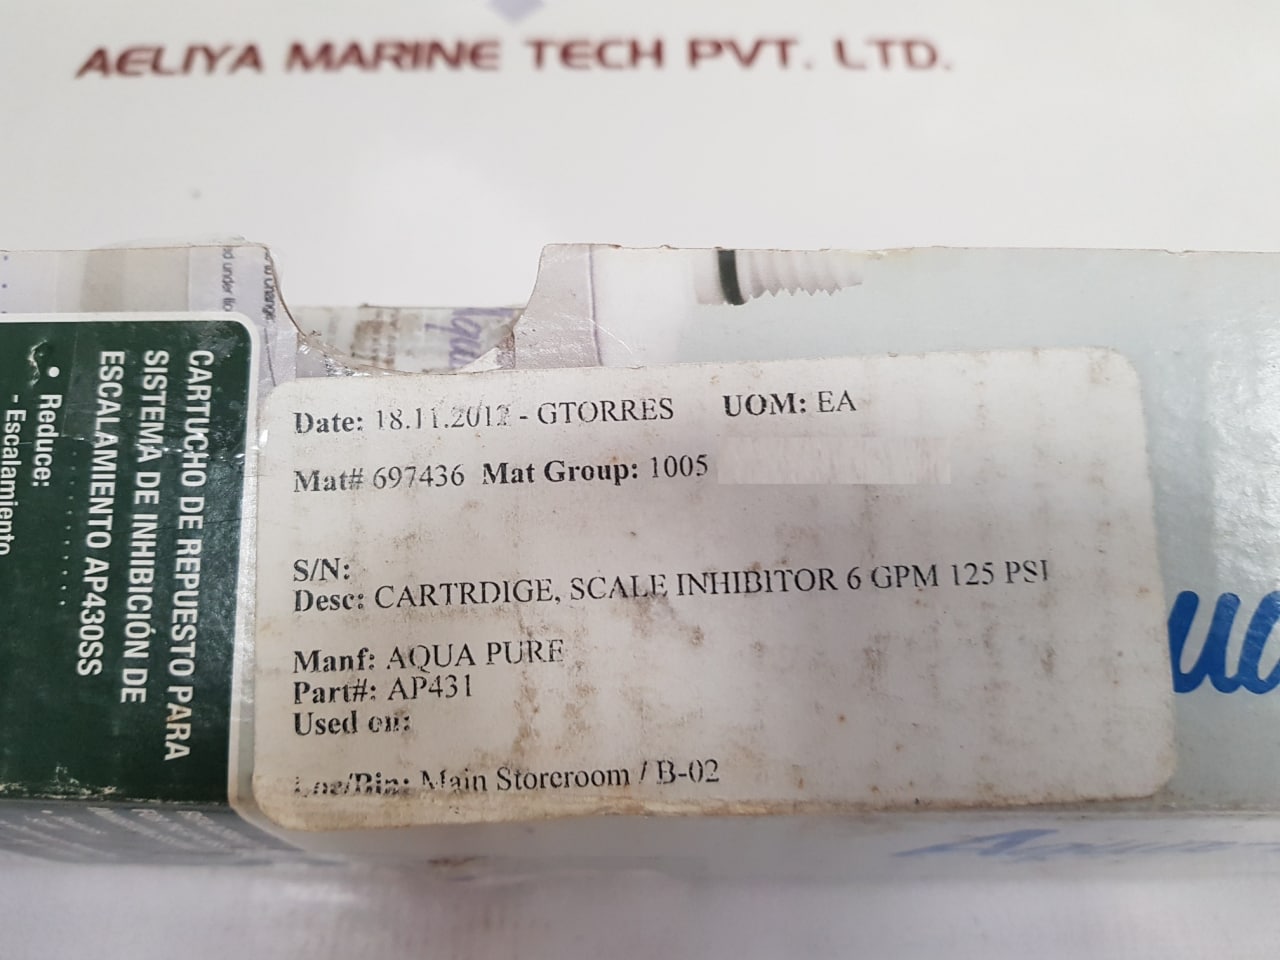 AELIYA MARINE TECH PVT. LTD.
CARTUCHO DE REPUESTO PARA
SISTEMA DE INHIBICIÓN DE
ESCALAMIENTO AP430SS
• Reduce:
- Escalamiento
Date: 18.11.2012 - GTORRES UOM: EA
Mat# 697436 Mat Group: 1005
S/N:
Desc: CARTRDIGE, SCALE INHIBITOR 6 GPM 125 PSI
Manf: AQUA PURE
Part#: AP431
Used on:
Loc/Bin: Main Storeroom / B-02